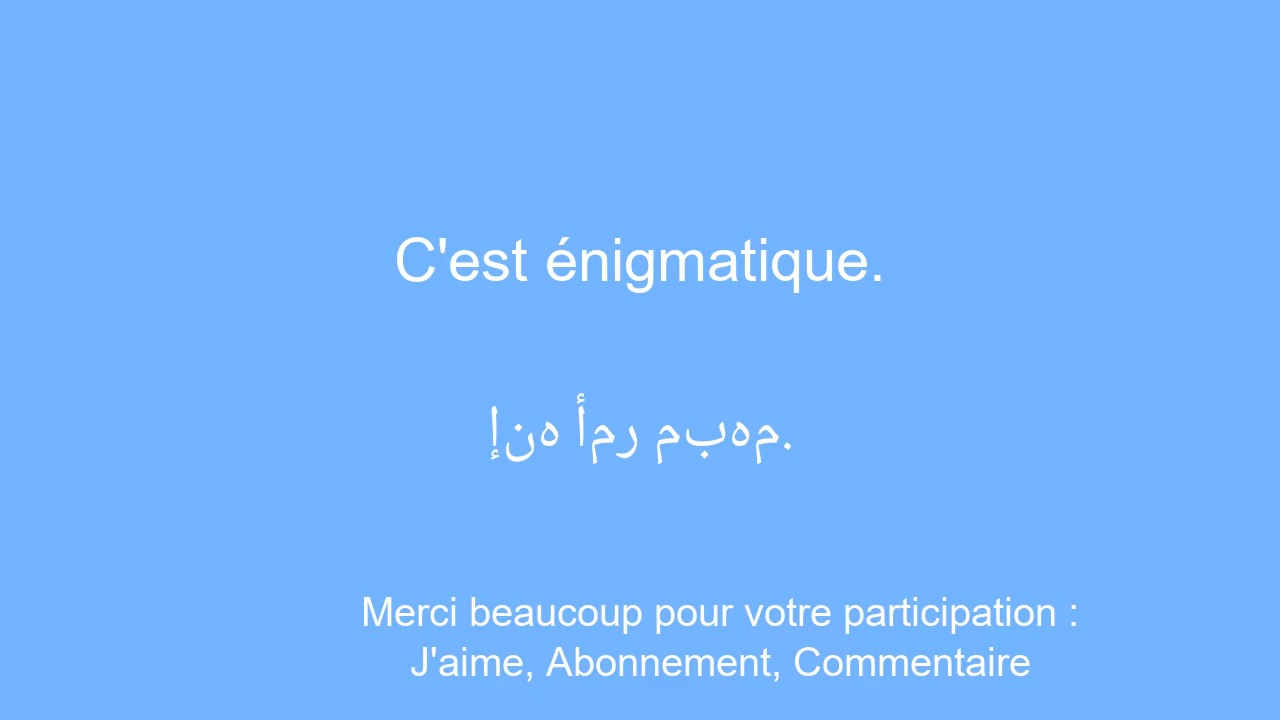 C'est énigmatique.
إنه أمر مبهم.
Merci beaucoup pour votre participation :
J'aime, Abonnement, Commentaire